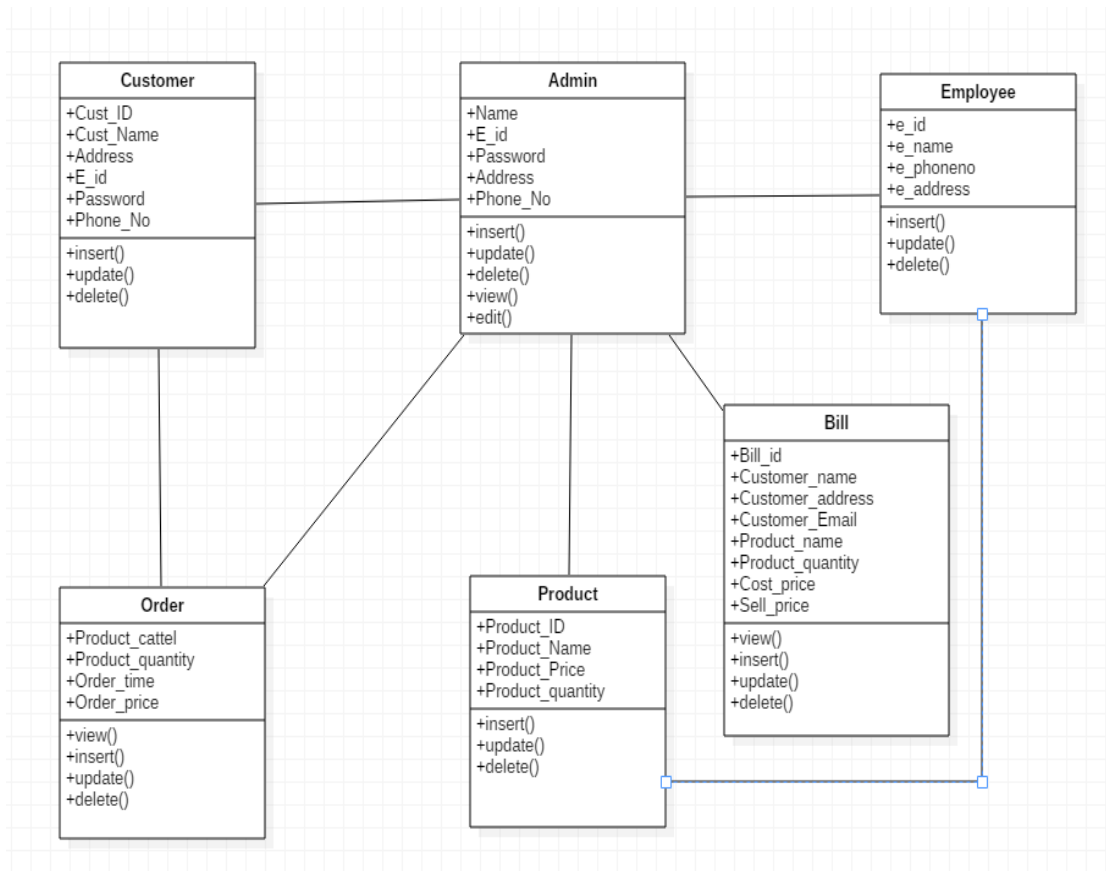 Customer
+Cust_ID
+Cust_Name
+Address
+E_id
+Password
+Phone_No
+insert()
+update()
+delete()
Admin
+Name
+E_id
+Password
+Address
+Phone_No
+insert()
+update()
+delete()
+view()
+edit()
Employee
+e_id
+e_name
+e_phoneno
+e_address
+insert()
+update()
+delete()
Bill
+Bill_id
+Customer_name
+Customer_address
+Customer_Email
+Product_name
+Product_quantity
+Cost_price
+Sell_price
+view()
+insert()
+update()
+delete()
Order
+Product_cattel
+Product_quantity
+Order_time
+Order_price
+view()
+insert()
+update()
+delete()
Product
+Product_ID
+Product_Name
+Product_Price
+Product_quantity
+insert()
+update()
+delete()